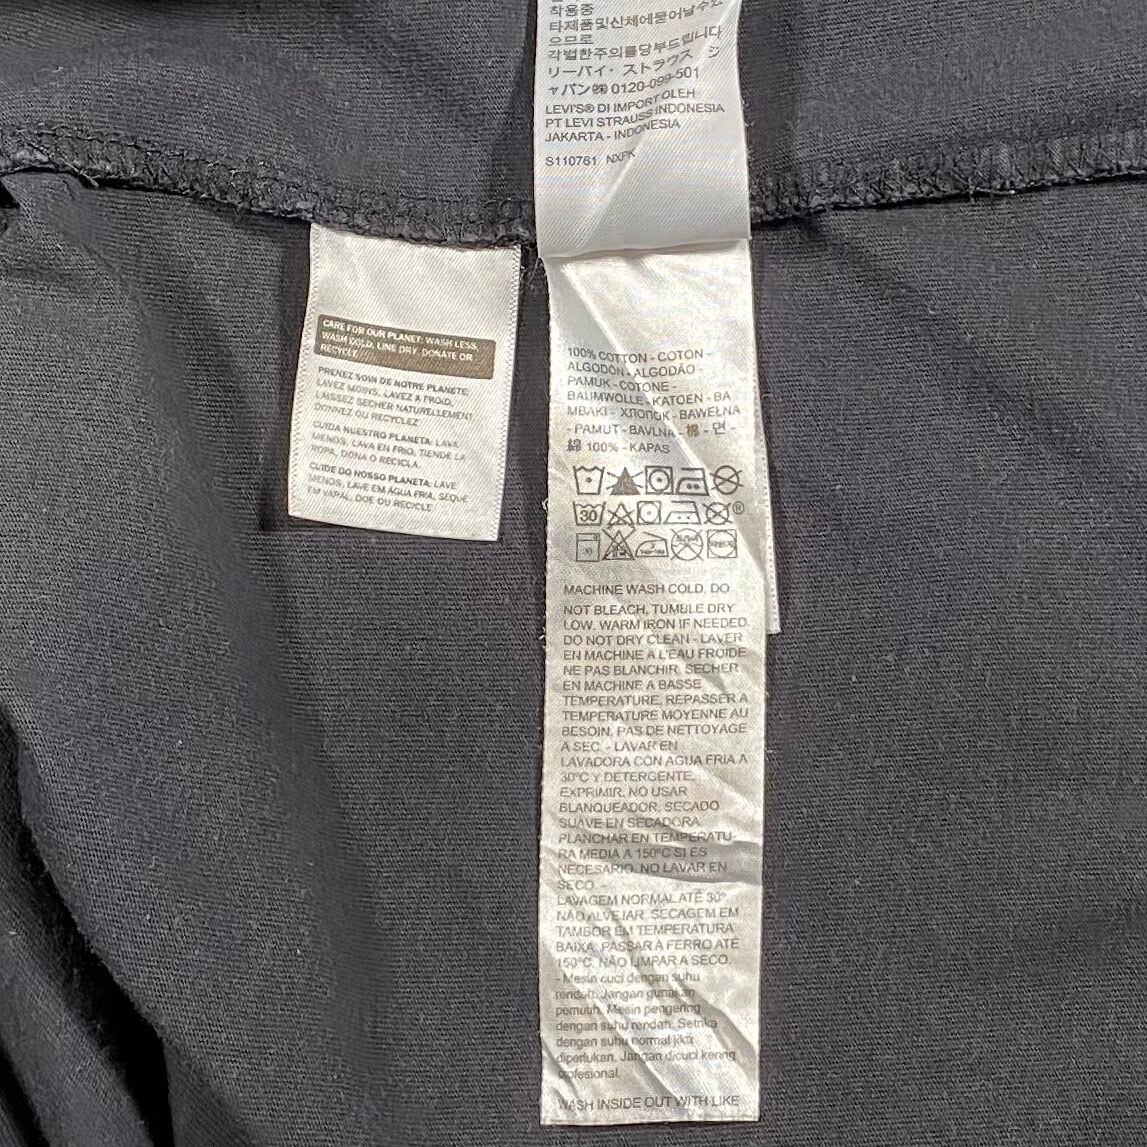 착용중
타제품및신체에묻어날수있
으므로
각별한주의를당부드립니다
リーバイ・ストラウス ジ
ャパン㈱ 0120-099-501
LEVI'S® DI IMPORT OLEH
PT LEVI STRAUSS INDONESIA
JAKARTA - INDONESIA
S110761 NXPK
CARE FOR OUR PLANET: WASH LESS,
WASH COLD, LINE DRY, DONATE OR
RECYCLE.
PRENEZ SOIN DE NOTRE PLANÈTE:
LAVEZ MOINS, LAVEZ A FROID,
LAISSEZ SECHER NATURELLEMENT,
DONNEZ OU RECYCLEZ
CUIDA NUESTRO PLANETA: LAVA
MENOS, LAVA EN FRIO, TIENDE LA
ROPA, DONA O RECICLA.
CUIDE DO NOSSO PLANETA: LAVE
MENOS, LAVE EM ÁGUA FRIA, SEQUE
EM VARAL, DOE OU RECICLE.
100% COTTON - COTON -
ALGODÓN - ALGODÃO -
PAMUK - COTONE -
BAUMWOLLE - KATOEN - BA
MBAKI - ХЛОПОК - BAWEŁNA
- PAMUT - BAVLNA - 棉 - 면 -
綿 100% - KAPAS
30 ®
30
MACHINE WASH COLD, DO
NOT BLEACH, TUMBLE DRY
LOW. WARM IRON IF NEEDED.
DO NOT DRY CLEAN - LAVER
EN MACHINE A L'EAU FROIDE
NE PAS BLANCHIR, SECHER
EN MACHINE A BASSE
TEMPERATURE, REPASSER A
TEMPERATURE MOYENNE AU
BESOIN, PAS DE NETTOYAGE
A SEC. - LAVAR EN
LAVADORA CON AGUA FRIA A
30°C Y DETERGENTE,
EXPRIMIR, NO USAR
BLANQUEADOR, SECADO
SUAVE EN SECADORA,
PLANCHAR EN TEMPERATU-
RA MEDIA A 150°C SI ES
NECESARIO, NO LAVAR EN
SECO. -
LAVAGEM NORMAL ATÉ 30°,
NÃO ALVEJAR, SECAGEM EM
TAMBOR EM TEMPERATURA
BAIXA, PASSAR A FERRO ATÉ
150°C, NÃO LIMPAR A SECO.
- Mesin cuci dengan suhu
rendah. Jangan gunakan
pemutih. Mesin pengering
dengan suhu rendah. Setrika
dengan suhu normal jika
diperlukan. Jangan dicuci kering
profesional.
WASH INSIDE OUT WITH LIKE